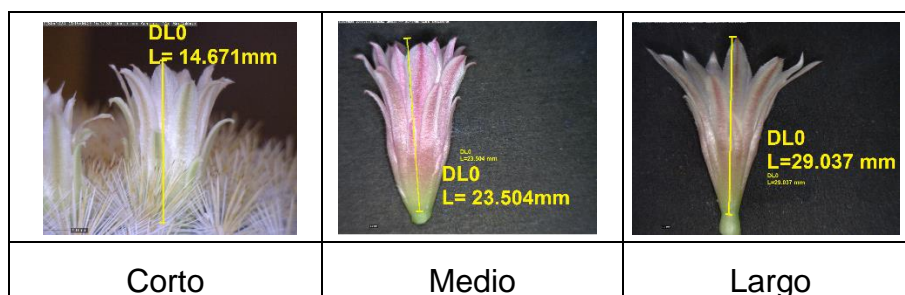 DL0
L= 14.671mm
DL0
L=23.504 mm
DL0
L= 23.504mm
DL0
L=29.037 mm
DL0
L=29.037 mm
Corto
Medio
Largo